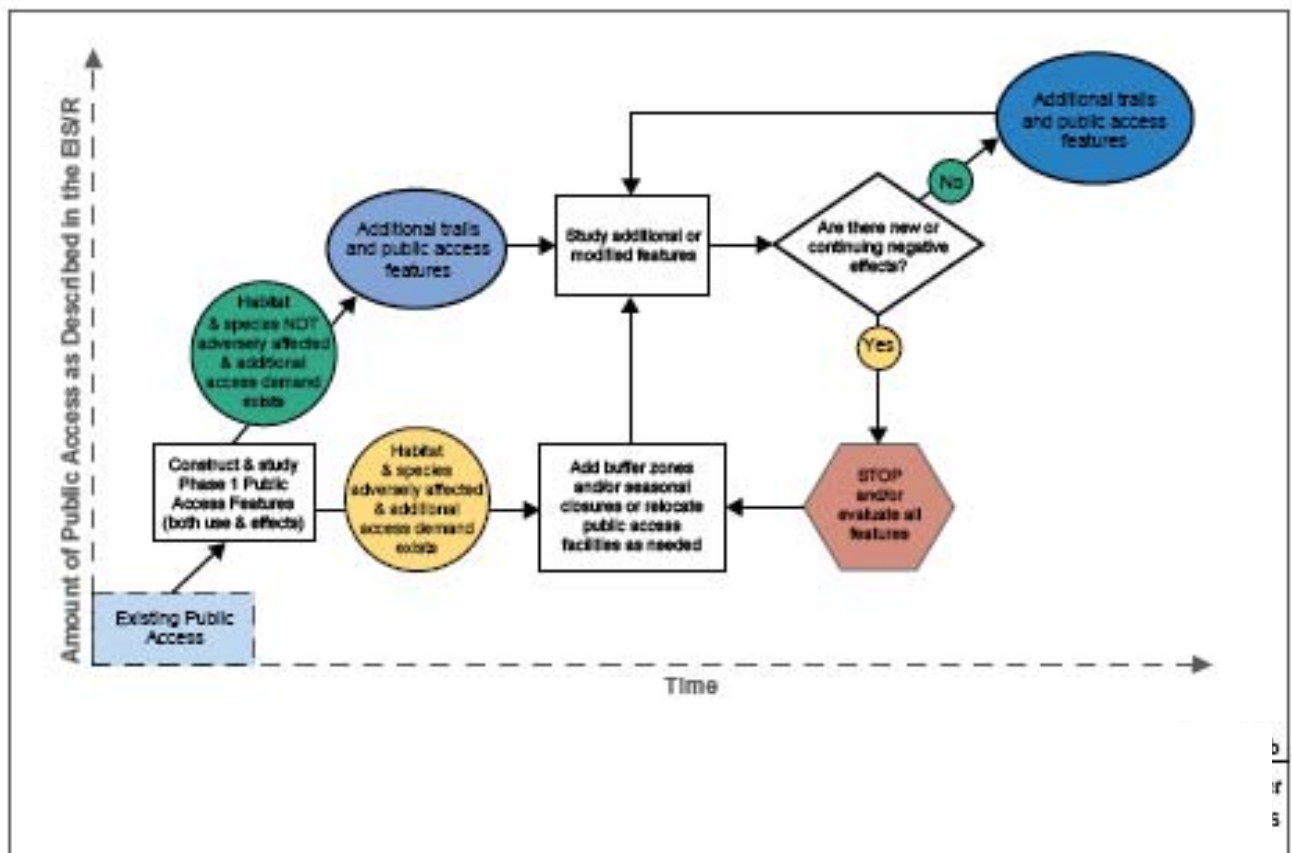 Amount of Public Access as Described in the EIS/R
Additional trails
and public access
features
No
Additional trails
and public access
features
Study additional or
modified features
Are there new or
continuing negative
effects?
Habitat
& species NOT
adversely affected
& additional
access demand
exists
Yes
Construct & study
Phase 1 Public
Access Features
(both use & effects)
Habitat
& species
adversely affected
& additional
access demand
exists
Add buffer zones
and/or seasonal
closures or relocate
public access
facilities as needed
STOP
and/or
evaluate all
features
Existing Public
Access
Time